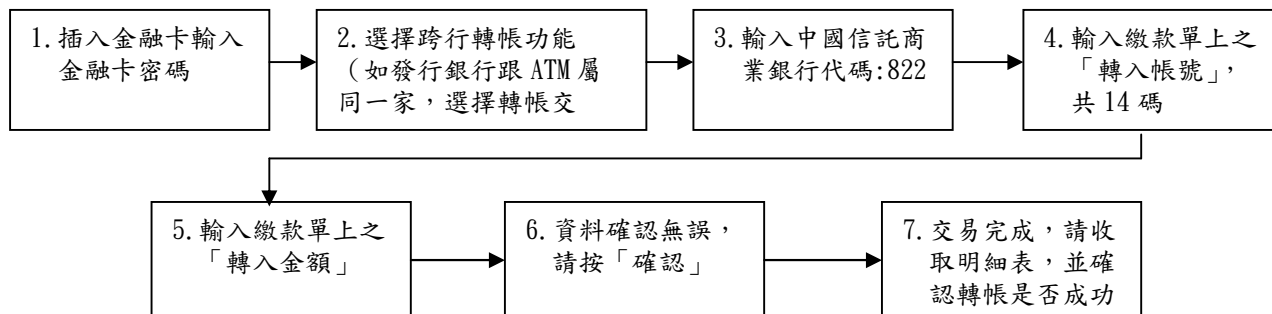 1.插入金融卡輸入
金融卡密碼
2.選擇跨行轉帳功能
(如發行銀行跟 ATM 屬
同一家，選擇轉帳交
3.輸入中國信託商
業銀行代碼:822
4.輸入繳款單上之
「轉入帳號」，
共 14 碼
5.輸入繳款單上之
「轉入金額」
6.資料確認無誤，
請按「確認」
7.交易完成，請收
取明細表，並確
認轉帳是否成功